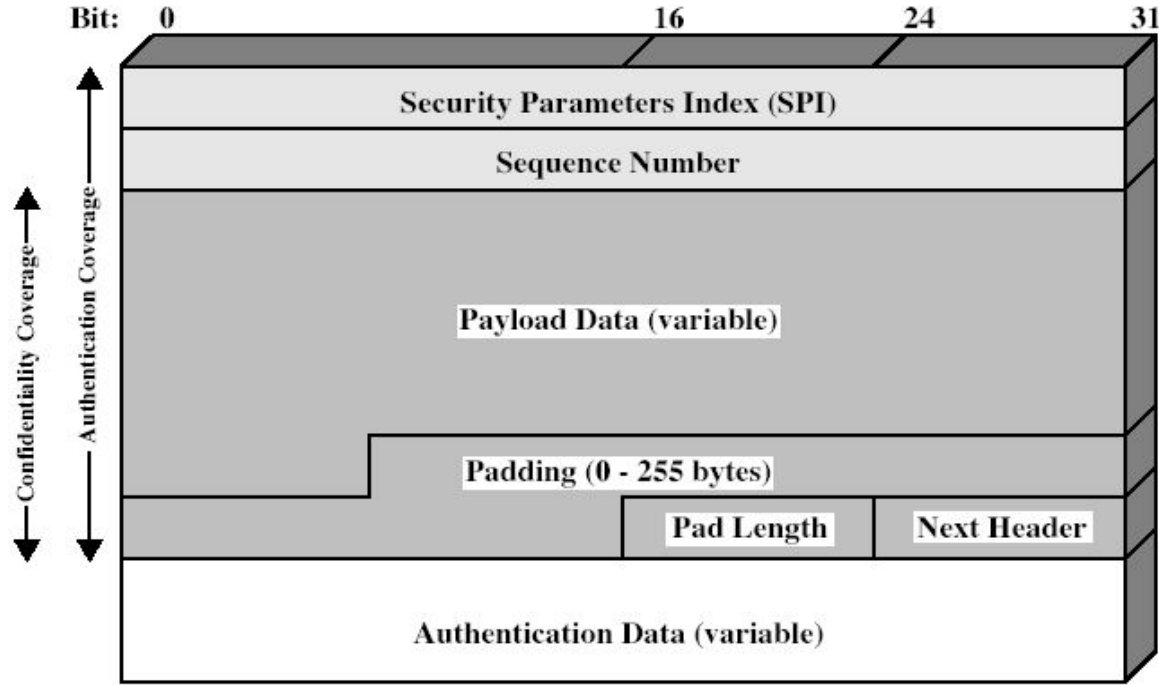 Bit: 0 16 24 31
Security Parameters Index (SPI)
Sequence Number
Payload Data (variable)
Padding (0 - 255 bytes)
Pad Length Next Header
Authentication Data (variable)
Confidentiality Coverage
Authentication Coverage